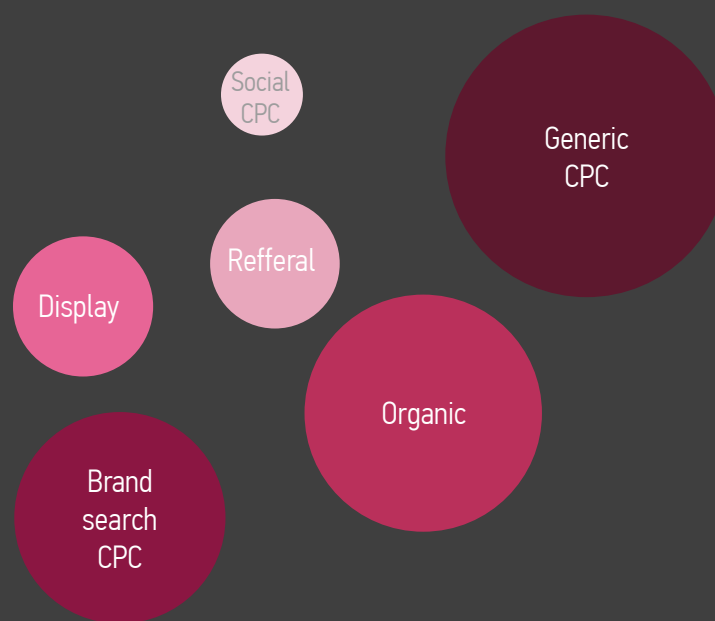 Social
CPC
Generic
CPC
Refferal
Display
Organic
Brand
search
CPC